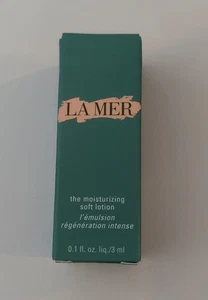 LA MER
the moisturizing
soft lotion
l'émulsion
régénération intense
0.1 fl. oz. liq./3 ml